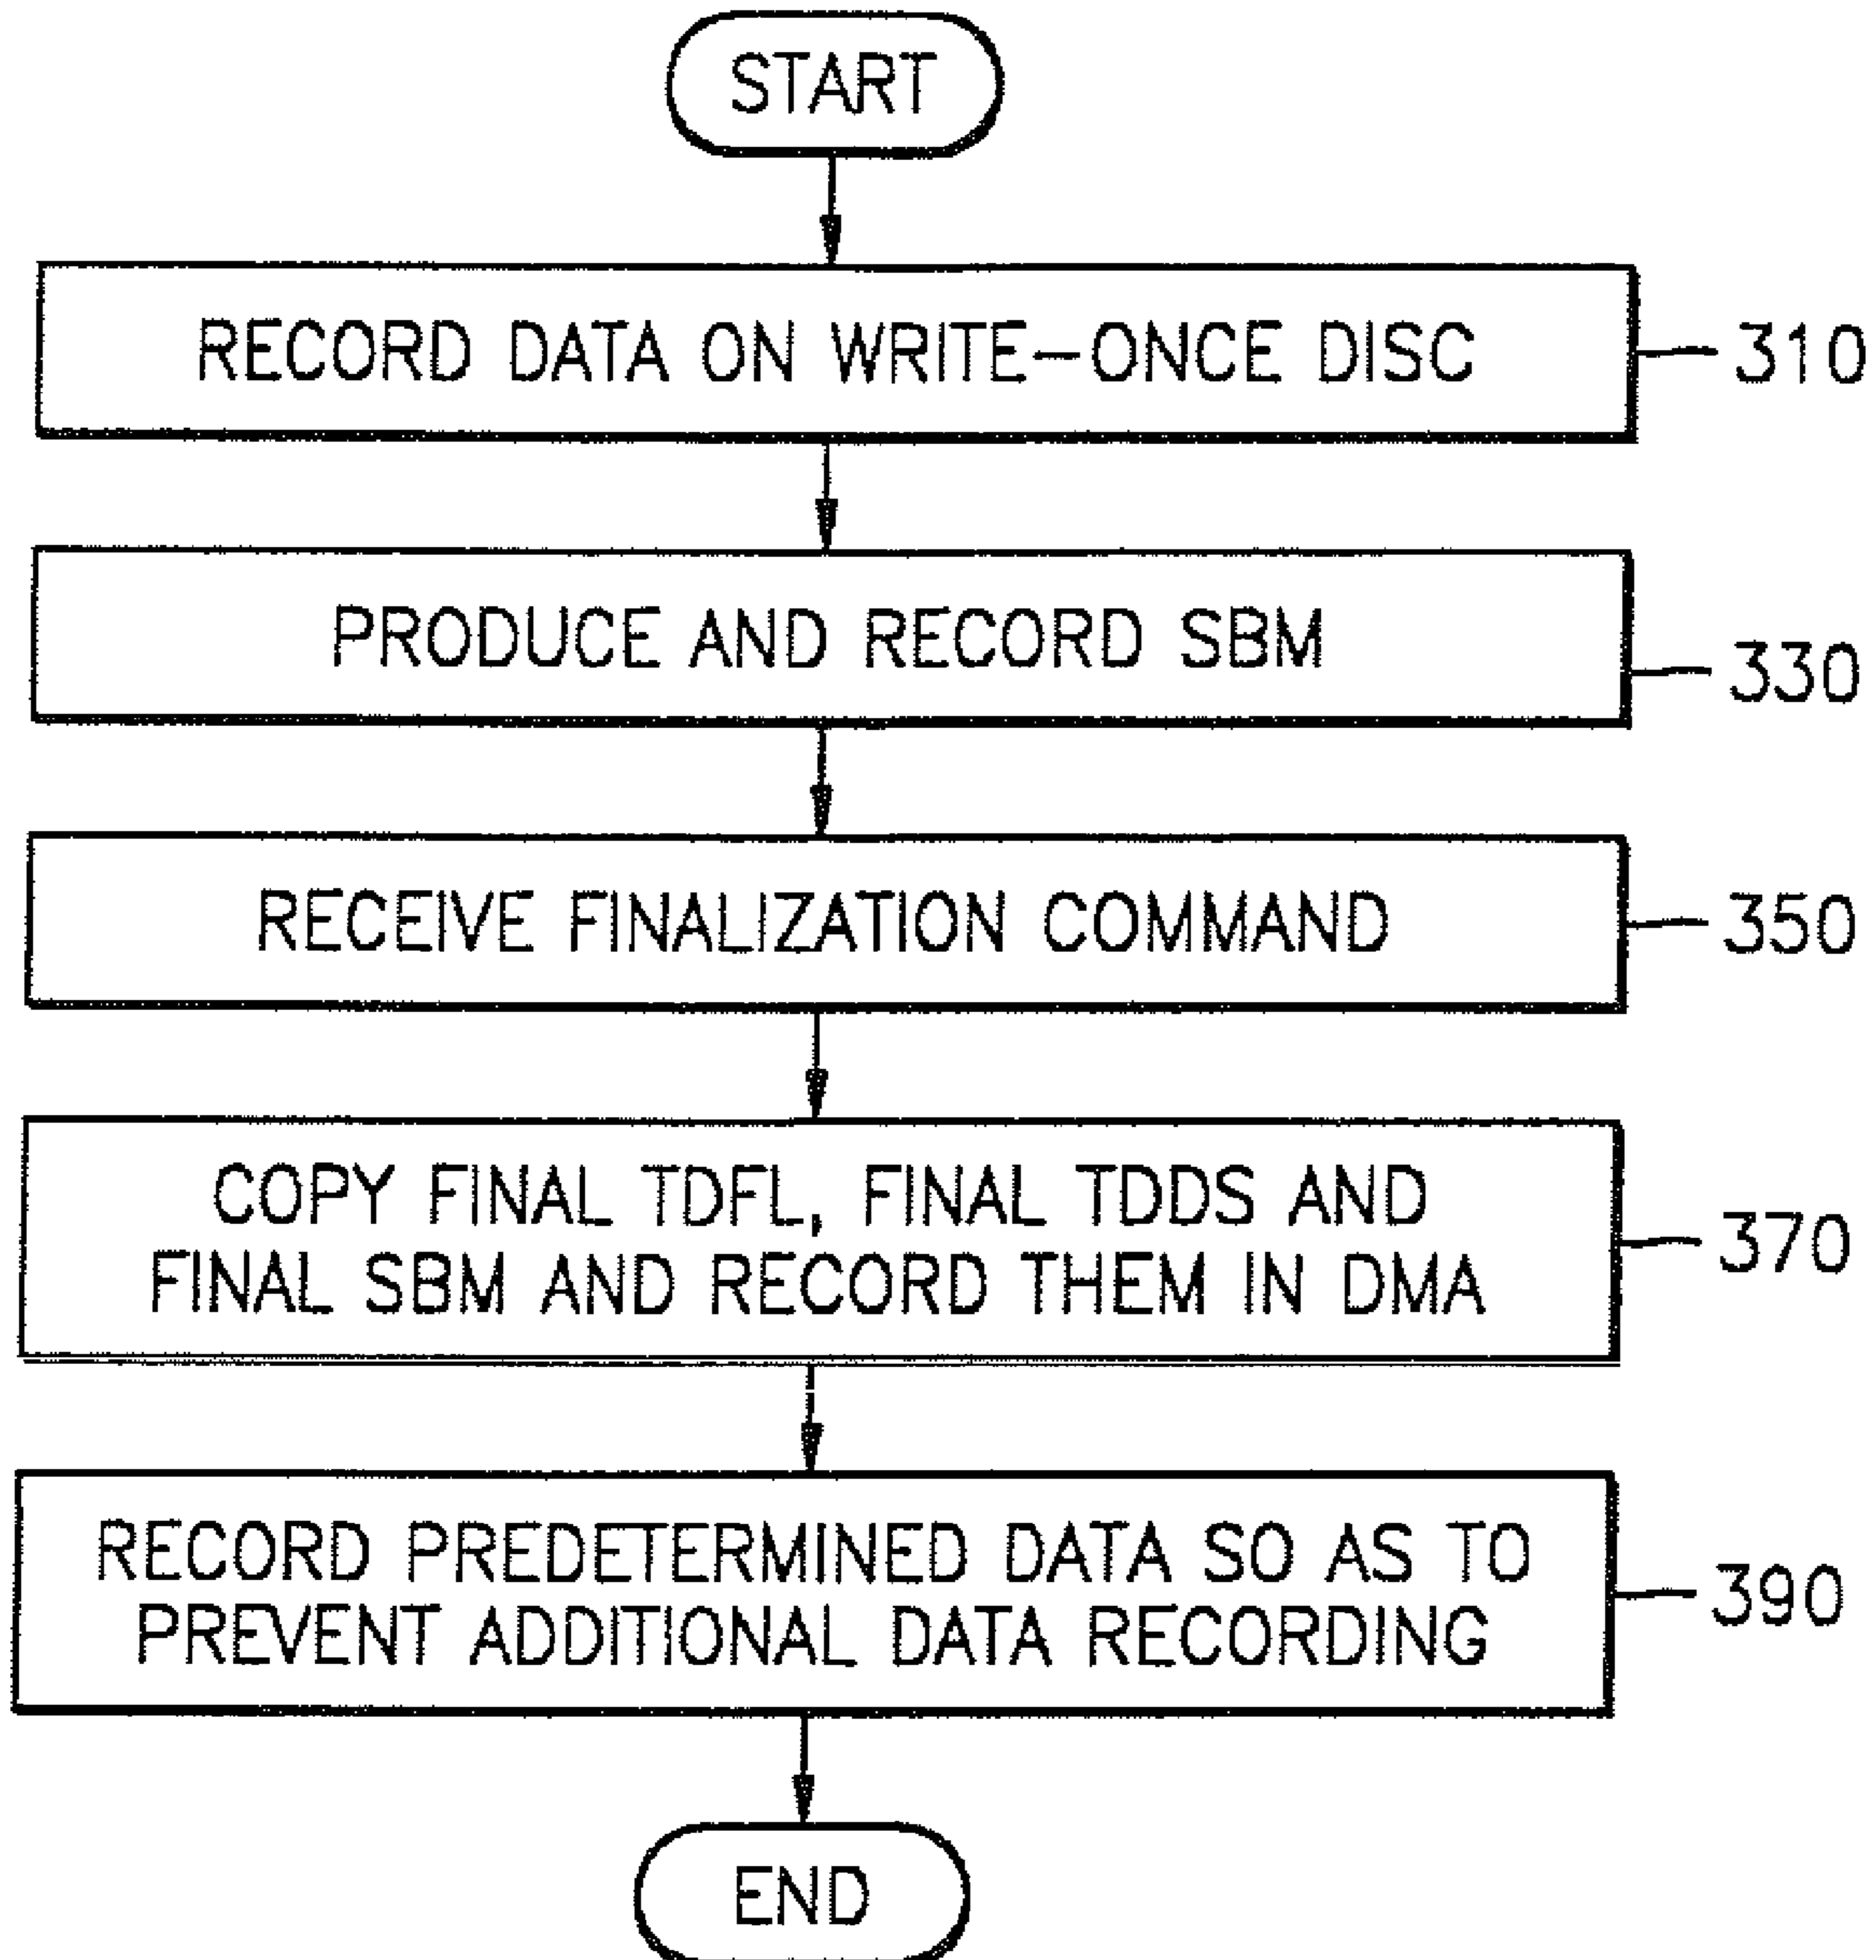 START
RECORD DATA ON WRITE-ONCE DISC
310
PRODUCE AND RECORD SBM
330
RECEIVE FINALIZATION COMMAND
350
COPY FINAL TDFL, FINAL TDDS AND
FINAL SBM AND RECORD THEM IN DMA
370
RECORD PREDETERMINED DATA SO AS TO
PREVENT ADDITIONAL DATA RECORDING
390
END